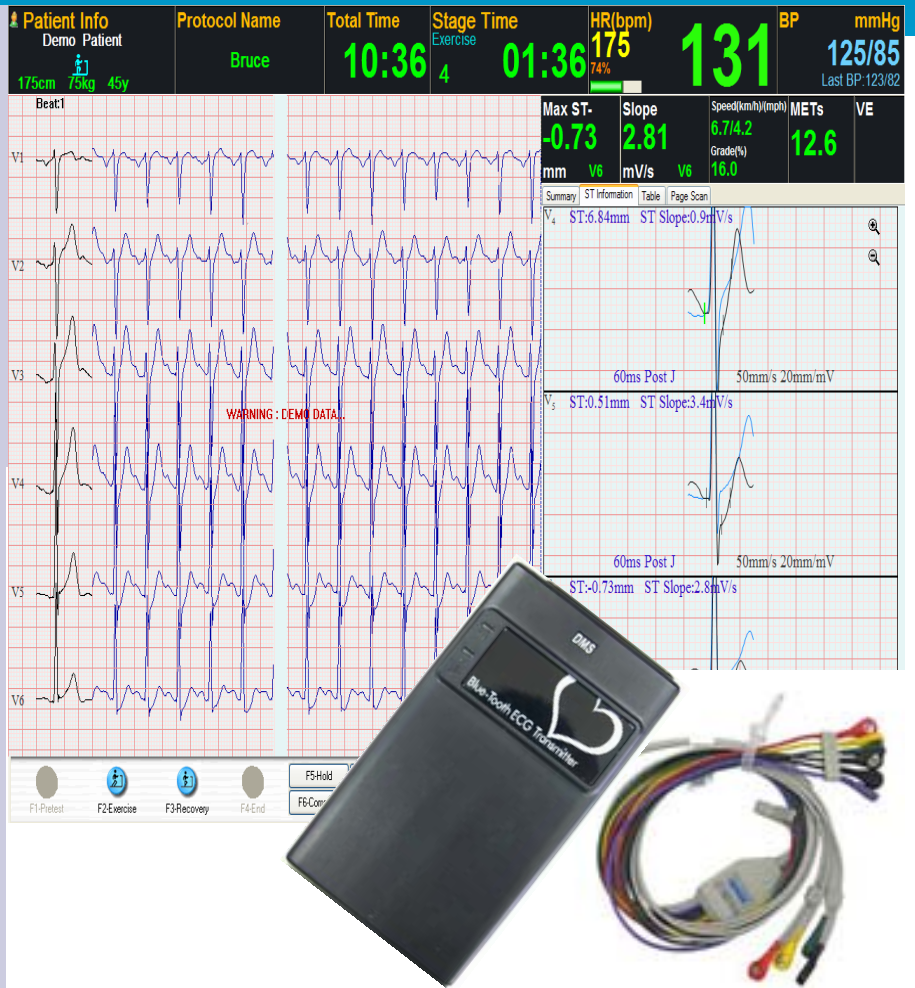 Patient Info
Demo Patient
175cm 75kg 45y
Protocol Name
Bruce
Total Time
10:36
Stage Time
Exercise
4
01:36
HR(bpm)
175
74%
131
BP mmHg
125/85
Last BP:123/82
Beat:1
Max ST-
-0.73
mm V6
Slope
2.81
mV/s V6
Speed(km/h)/(mph)
6.7/4.2
Grade(%)
16.0
METs
12.6
VE
Summary ST Information Table Page Scan
V1
V2
V3
V4
V5
V6
WARNING : DEMO DATA...
V4 ST:6.84mm ST Slope:0.9mV/s
60ms Post J 50mm/s 20mm/mV
V5 ST:0.51mm ST Slope:3.4mV/s
60ms Post J 50mm/s 20mm/mV
ST:-0.73mm ST Slope:2.8mV/s
F1-Pretest
F2-Exercise
F3-Recovery
F4-End
F5-Hold
DMS
Blue-Tooth ECG Transmitter